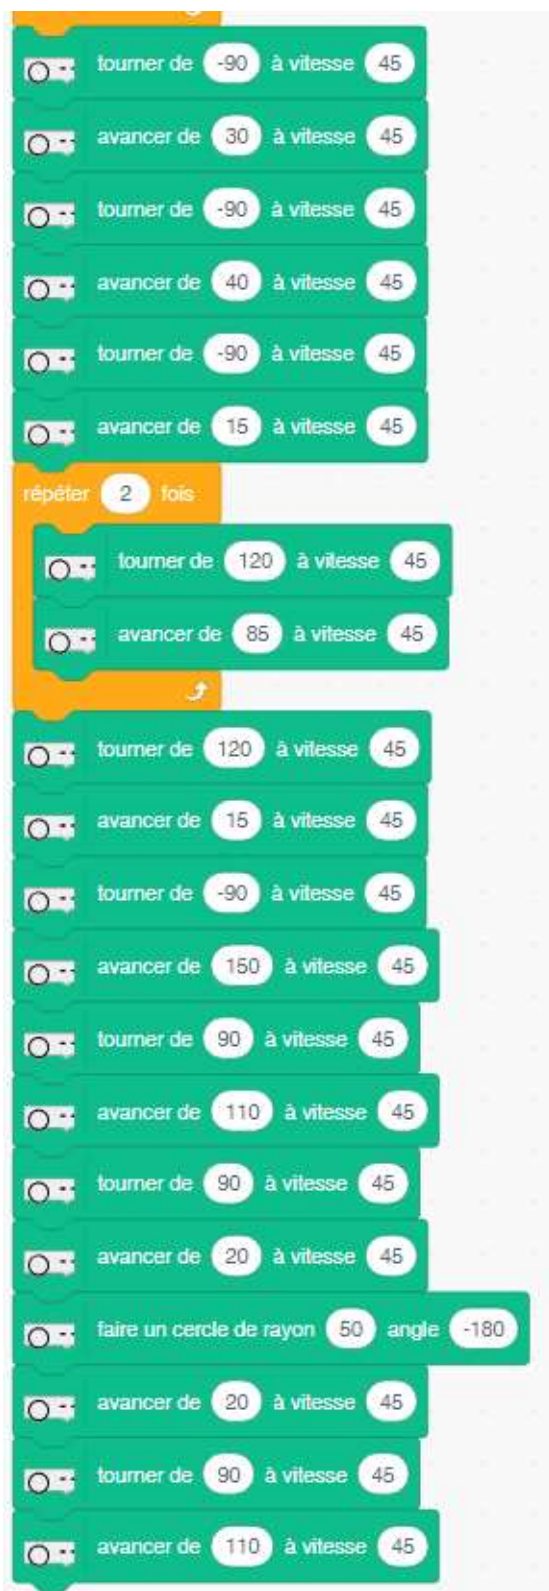 tourner de -90 à vitesse 45
avancer de 30 à vitesse 45
tourner de -90 à vitesse 45
avancer de 40 à vitesse 45
tourner de -90 à vitesse 45
avancer de 15 à vitesse 45
répéter 2 fois
tourner de 120 à vitesse 45
avancer de 85 à vitesse 45
tourner de 120 à vitesse 45
avancer de 15 à vitesse 45
tourner de -90 à vitesse 45
avancer de 150 à vitesse 45
tourner de 90 à vitesse 45
avancer de 110 à vitesse 45
tourner de 90 à vitesse 45
avancer de 20 à vitesse 45
faire un cercle de rayon 50 angle -180
avancer de 20 à vitesse 45
tourner de 90 à vitesse 45
avancer de 110 à vitesse 45